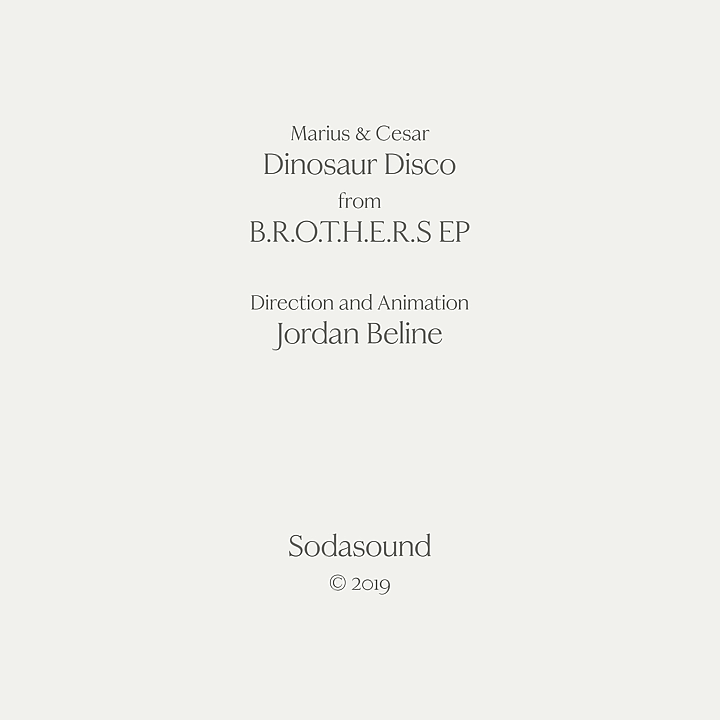 Marius & Cesar
Dinosaur Disco
from
B.R.O.T.H.E.R.S EP
Direction and Animation
Jordan Beline
Sodasound
© 2019